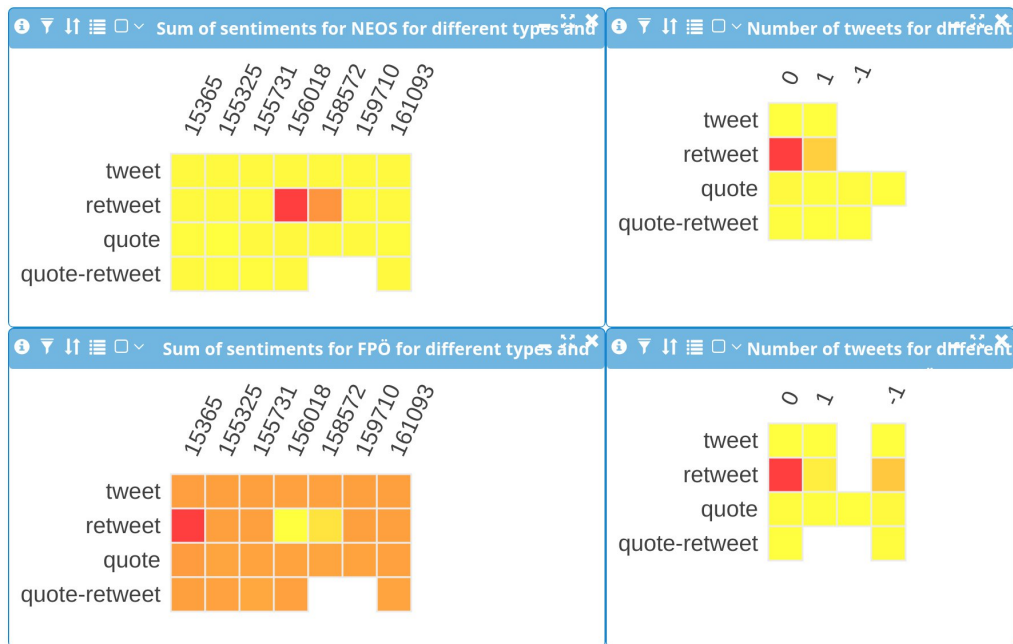 Sum of sentiments for NEOS for different types and
15365 155325 155731 156018 158572 159710 161093
tweet
retweet
quote
quote-retweet
Number of tweets for different
0 1 -1
tweet
retweet
quote
quote-retweet
Sum of sentiments for FPÖ for different types and
15365 155325 155731 156018 158572 159710 161093
tweet
retweet
quote
quote-retweet
Number of tweets for different
0 1 -1
tweet
retweet
quote
quote-retweet